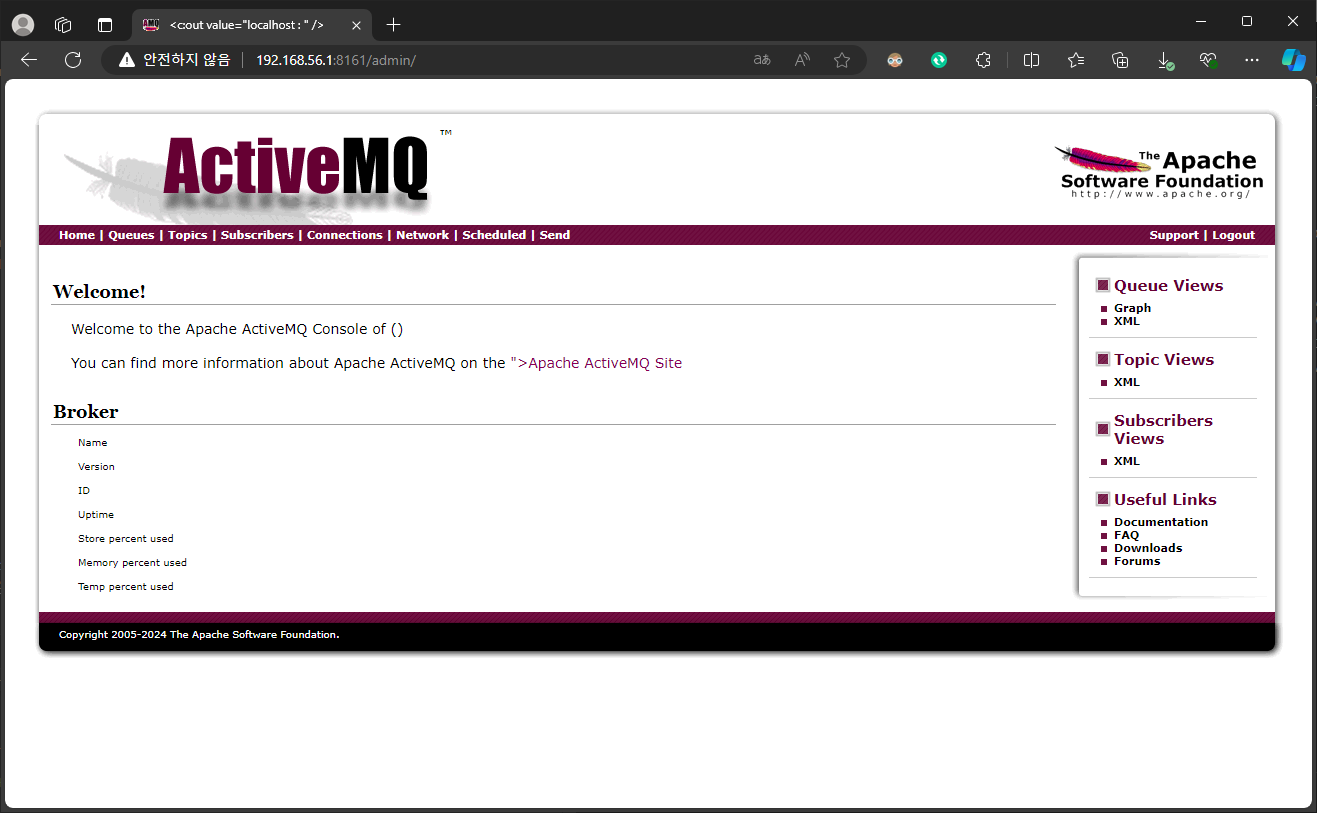 <c:out value="localhost : " />
안전하지 않음
192.168.56.1:8161/admin/
ActiveMQ ™
The Apache
Software Foundation
http://www.apache.org/
Home | Queues | Topics | Subscribers | Connections | Network | Scheduled | Send
Support | Logout
Welcome!
Welcome to the Apache ActiveMQ Console of ()
You can find more information about Apache ActiveMQ on the ">Apache ActiveMQ Site
Broker
Name
Version
ID
Uptime
Store percent used
Memory percent used
Temp percent used
Queue Views
Graph
XML
Topic Views
XML
Subscribers
Views
XML
Useful Links
Documentation
FAQ
Downloads
Forums
Copyright 2005-2024 The Apache Software Foundation.